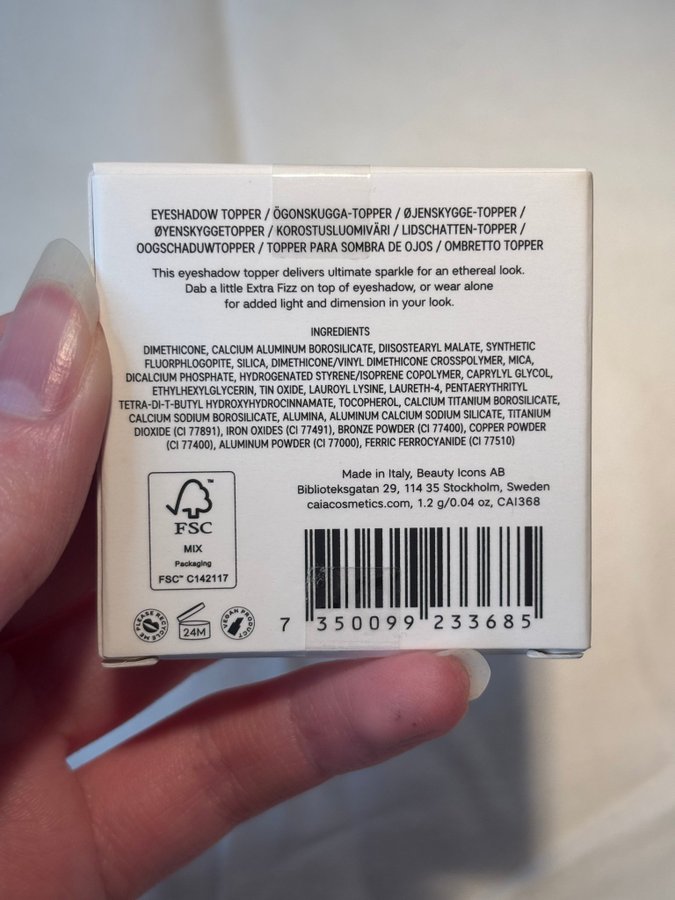 EYESHADOW TOPPER / ÖGONSKUGGA-TOPPER / ØJENSKYGGE-TOPPER /
ØYENSKYGGETOPPER / KOROSTUSLUOMIVÄRI / LIDSCHATTEN-TOPPER /
OOGSCHADUWTOPPER / TOPPER PARA SOMBRA DE OJOS / OMBRETTO TOPPER
This eyeshadow topper delivers ultimate sparkle for an ethereal look.
Dab a little Extra Fizz on top of eyeshadow, or wear alone
for added light and dimension in your look.
INGREDIENTS
DIMETHICONE, CALCIUM ALUMINUM BOROSILICATE, DIISOSTEARYL MALATE, SYNTHETIC
FLUORPHLOGOPITE, SILICA, DIMETHICONE/VINYL DIMETHICONE CROSSPOLYMER, MICA,
DICALCIUM PHOSPHATE, HYDROGENATED STYRENE/ISOPRENE COPOLYMER, CAPRYLYL GLYCOL,
ETHYLHEXYLGLYCERIN, TIN OXIDE, LAUROYL LYSINE, LAURETH-4, PENTAERYTHRITYL
TETRA-DI-T-BUTYL HYDROXYHYDROCINNAMATE, TOCOPHEROL, CALCIUM TITANIUM BOROSILICATE,
CALCIUM SODIUM BOROSILICATE, ALUMINA, ALUMINUM CALCIUM SODIUM SILICATE, TITANIUM
DIOXIDE (CI 77891), IRON OXIDES (CI 77491), BRONZE POWDER (CI 77400), COPPER POWDER
(CI 77400), ALUMINUM POWDER (CI 77000), FERRIC FERROCYANIDE (CI 77510)
Made in Italy, Beauty Icons AB
Biblioteksgatan 29, 114 35 Stockholm, Sweden
caiacosmetics.com, 1.2 g/0.04 oz, CAI368
FSC
MIX
Packaging
FSC™ C142117
PLEASE RECYCLE ME
24M
VEGAN PRODUCT
7 350099 233685